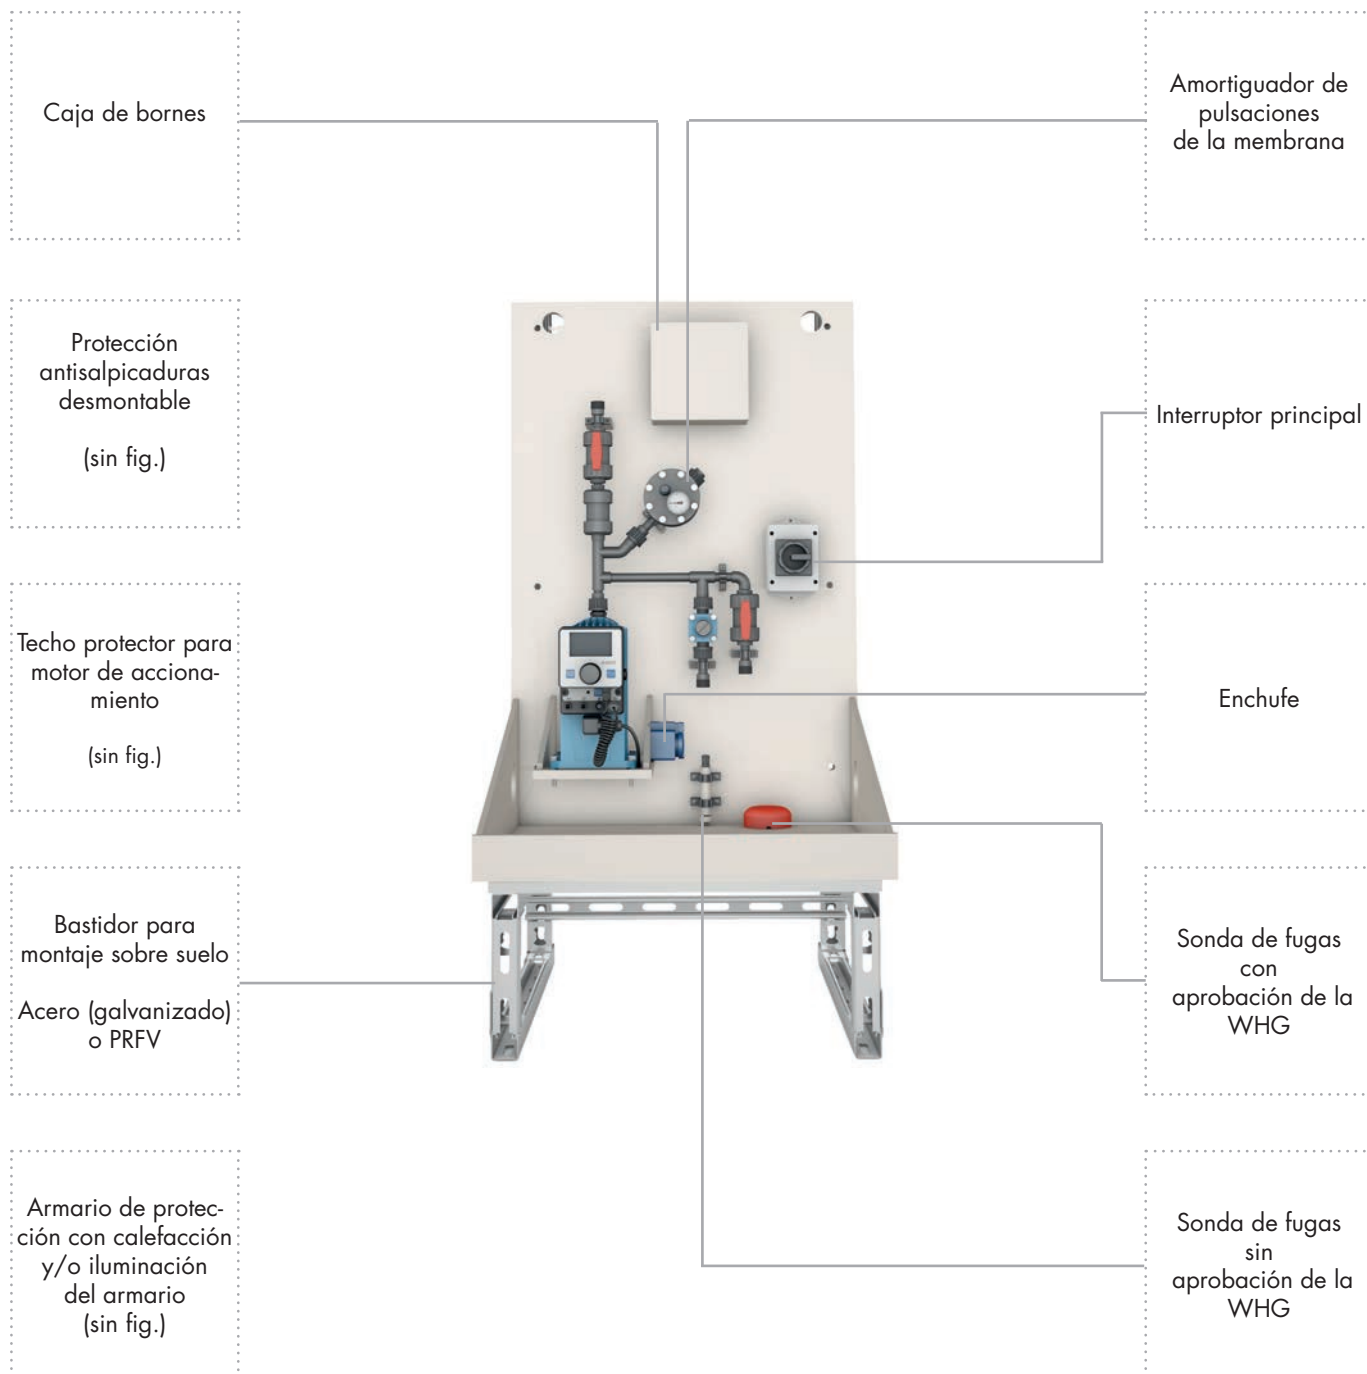 Caja de bornes
Protección
antisalpicaduras
desmontable
(sin fig.)
Techo protector para
motor de acciona-
miento
(sin fig.)
Bastidor para
montaje sobre suelo
Acero (galvanizado)
o PRFV
Armario de protec-
ción con calefacción
y/o iluminación
del armario
(sin fig.)
Amortiguador de
pulsaciones
de la membrana
Interruptor principal
Enchufe
Sonda de fugas
con
aprobación de la
WHG
Sonda de fugas
sin
aprobación de la
WHG